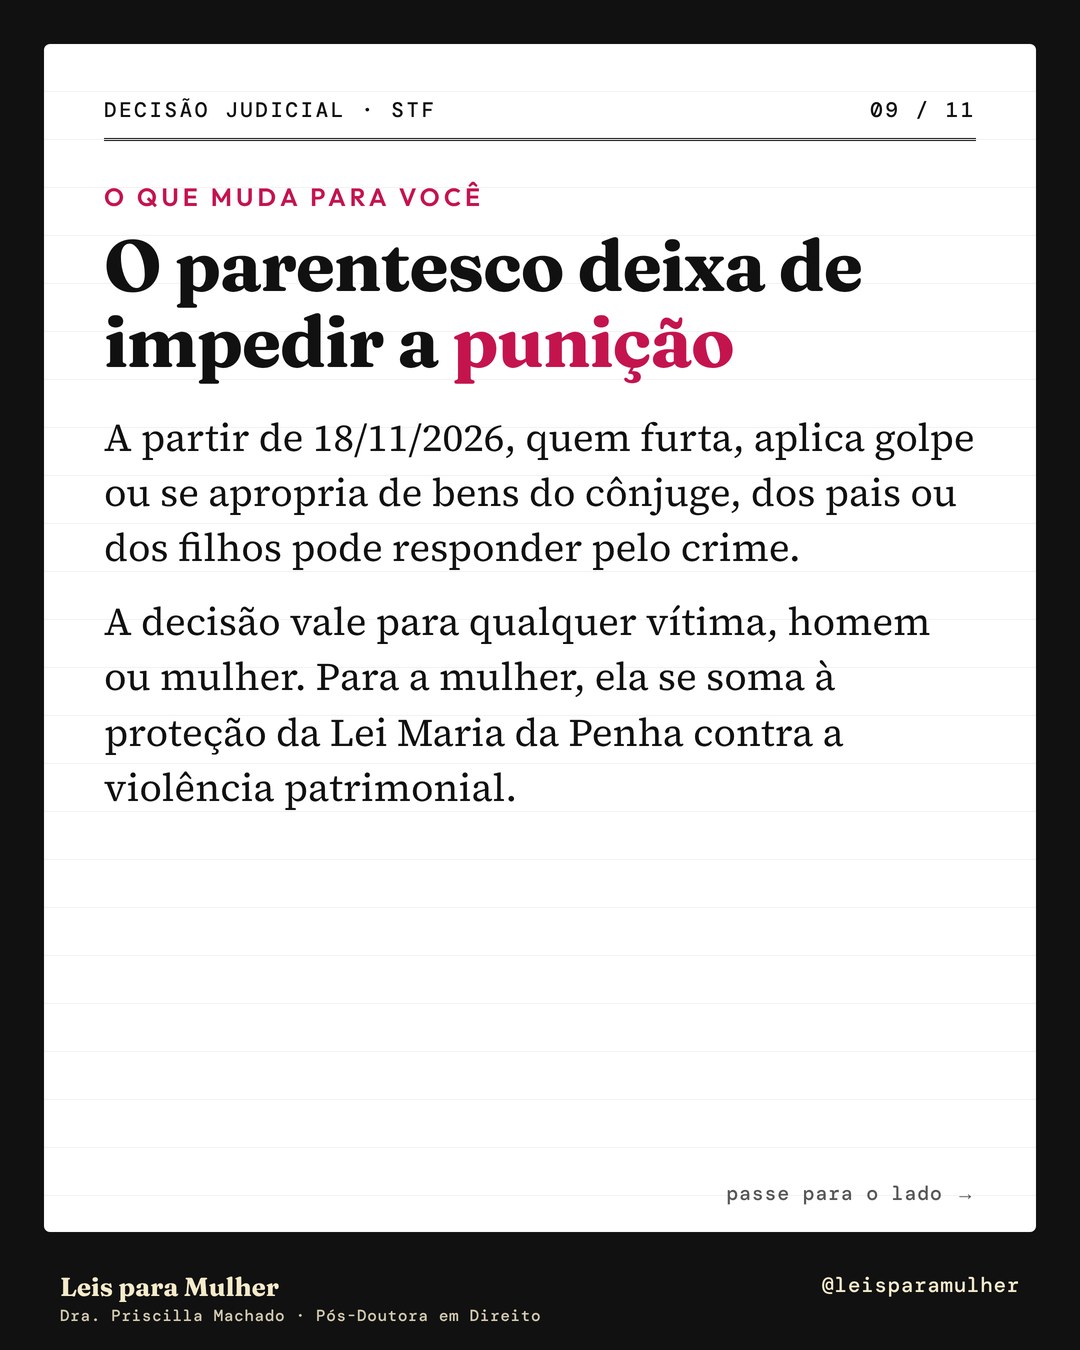 DECISÃO JUDICIAL · STF
09 / 11
O QUE MUDA PARA VOCÊ
O parentesco deixa de
impedir a punição
A partir de 18/11/2026, quem furta, aplica golpe
ou se apropria de bens do cônjuge, dos pais ou
dos filhos pode responder pelo crime.
A decisão vale para qualquer vítima, homem
ou mulher. Para a mulher, ela se soma à
proteção da Lei Maria da Penha contra a
violência patrimonial.
passe para o lado →
Leis para Mulher
@leisparamulher
Dra. Priscilla Machado · Pós-Doutora em Direito